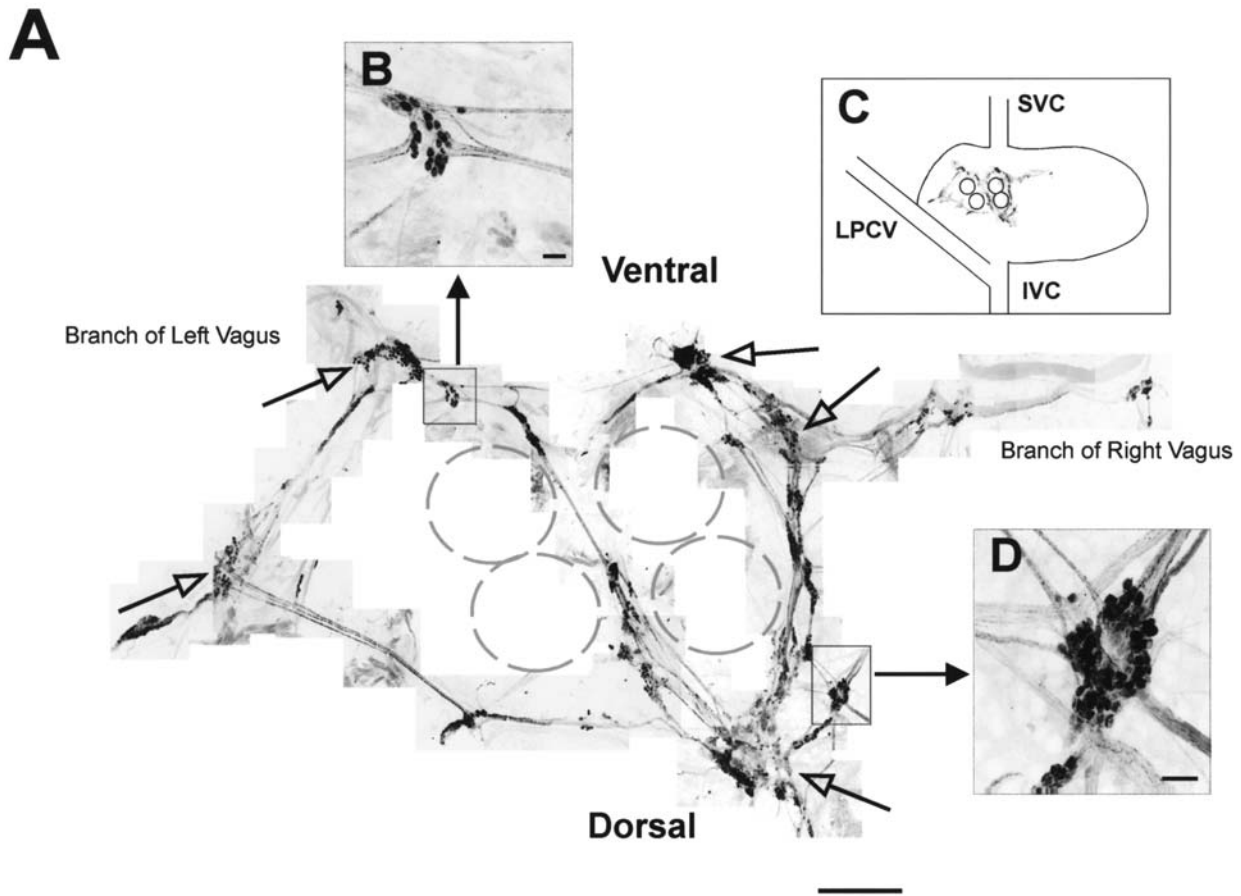 A
B
C
SVC
LPCV
IVC
Ventral
Branch of Left Vagus
Branch of Right Vagus
D
Dorsal